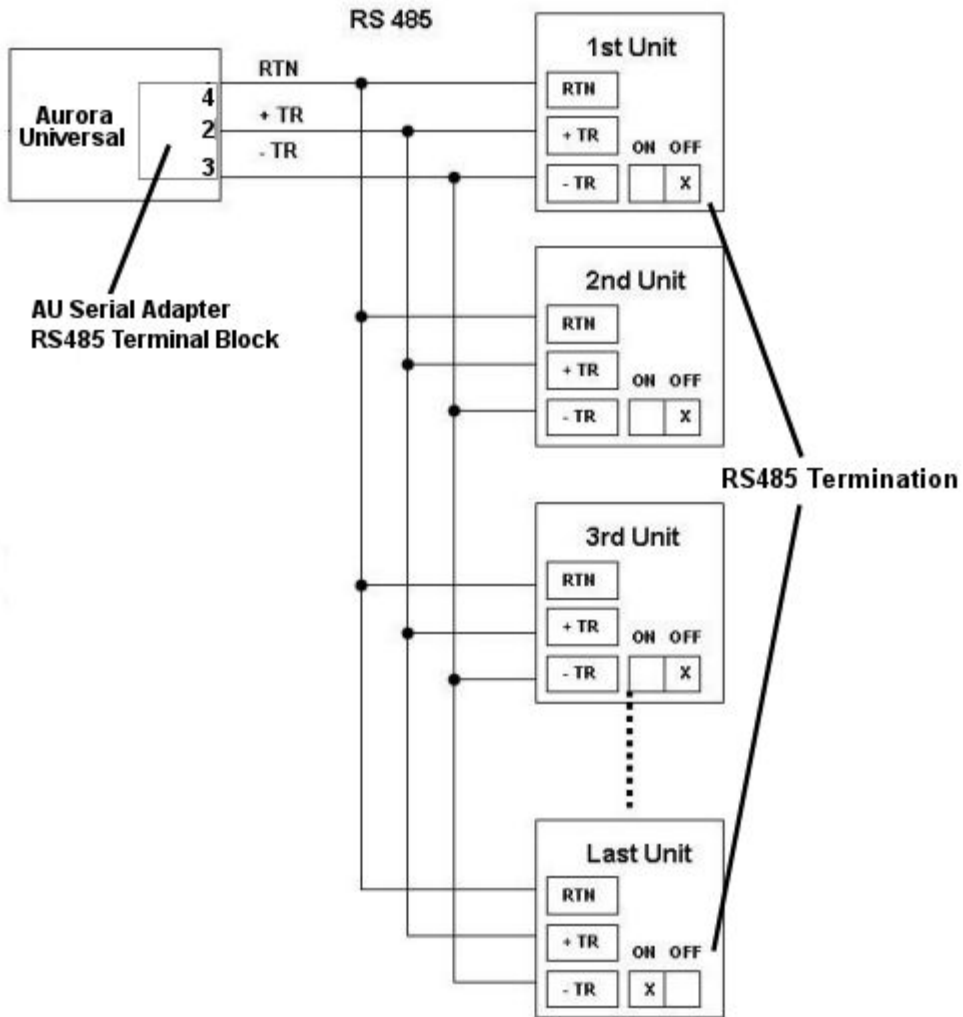 RS 485
Aurora
Universal
4
2
3
RTN
+ TR
- TR
AU Serial Adapter
RS485 Terminal Block
1st Unit
RTN
+ TR
- TR
ON OFF
X
2nd Unit
RTN
+ TR
- TR
ON OFF
X
RS485 Termination
3rd Unit
RTN
+ TR
- TR
ON OFF
X
Last Unit
RTN
+ TR
- TR
ON OFF
X